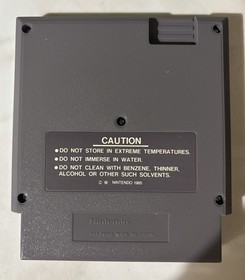 CAUTION
• DO NOT STORE IN EXTREME TEMPERATURES.
• DO NOT IMMERSE IN WATER.
• DO NOT CLEAN WITH BENZENE, THINNER,
ALCOHOL OR OTHER SUCH SOLVENTS.
© ® NINTENDO 1985
Nintendo